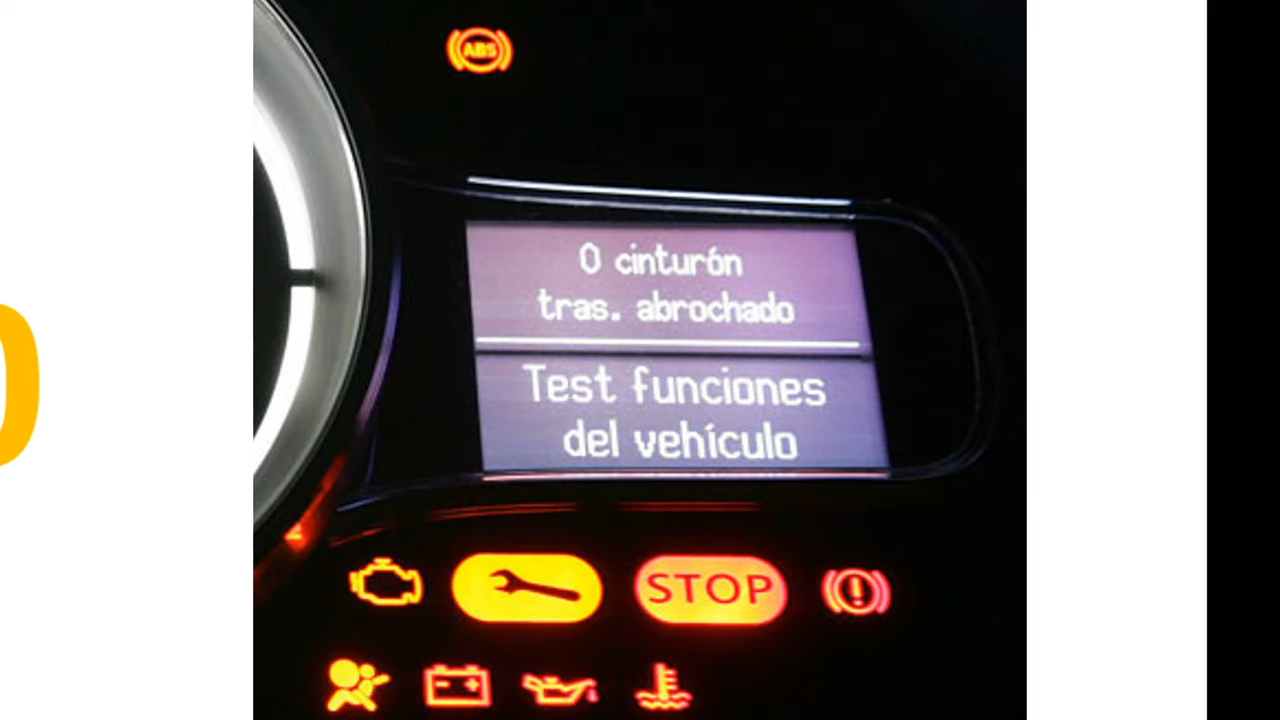 ABS
0 cinturón
tras. abrochado
Test funciones
del vehículo
STOP